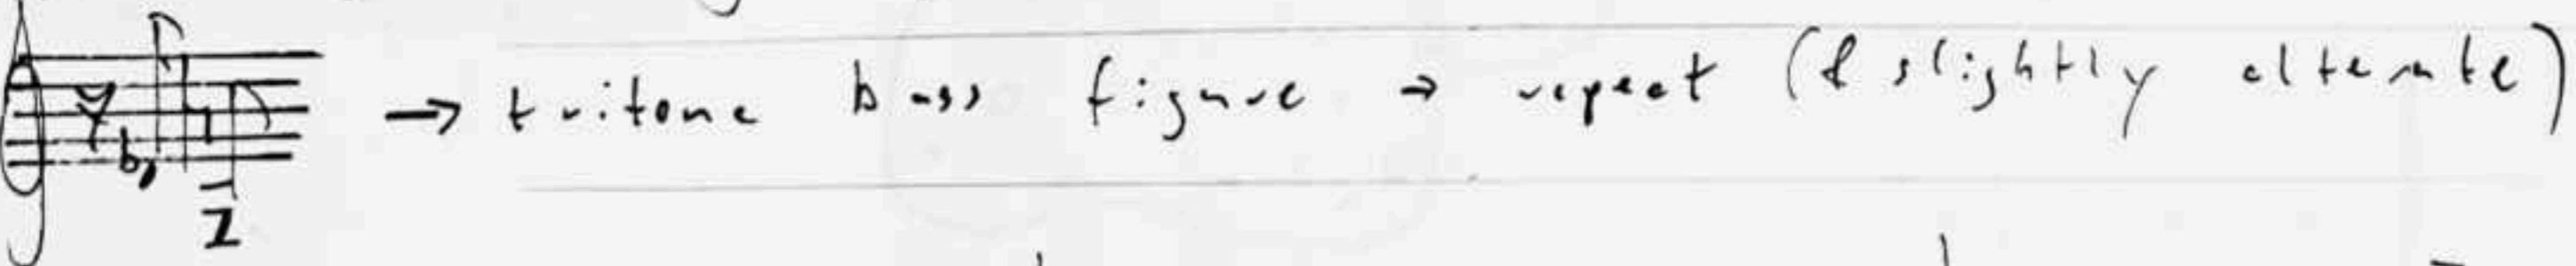 → tritone bass figure → repeat (& slightly alternate)